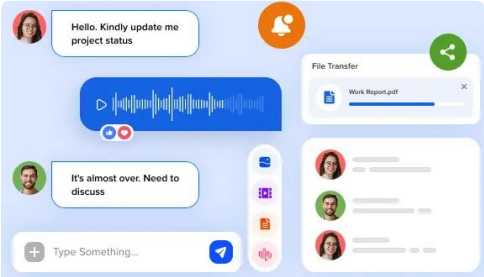 Hello. Kindly update me
project status
File Transfer
Work Report.pdf
It's almost over. Need to
discuss
Type Something...